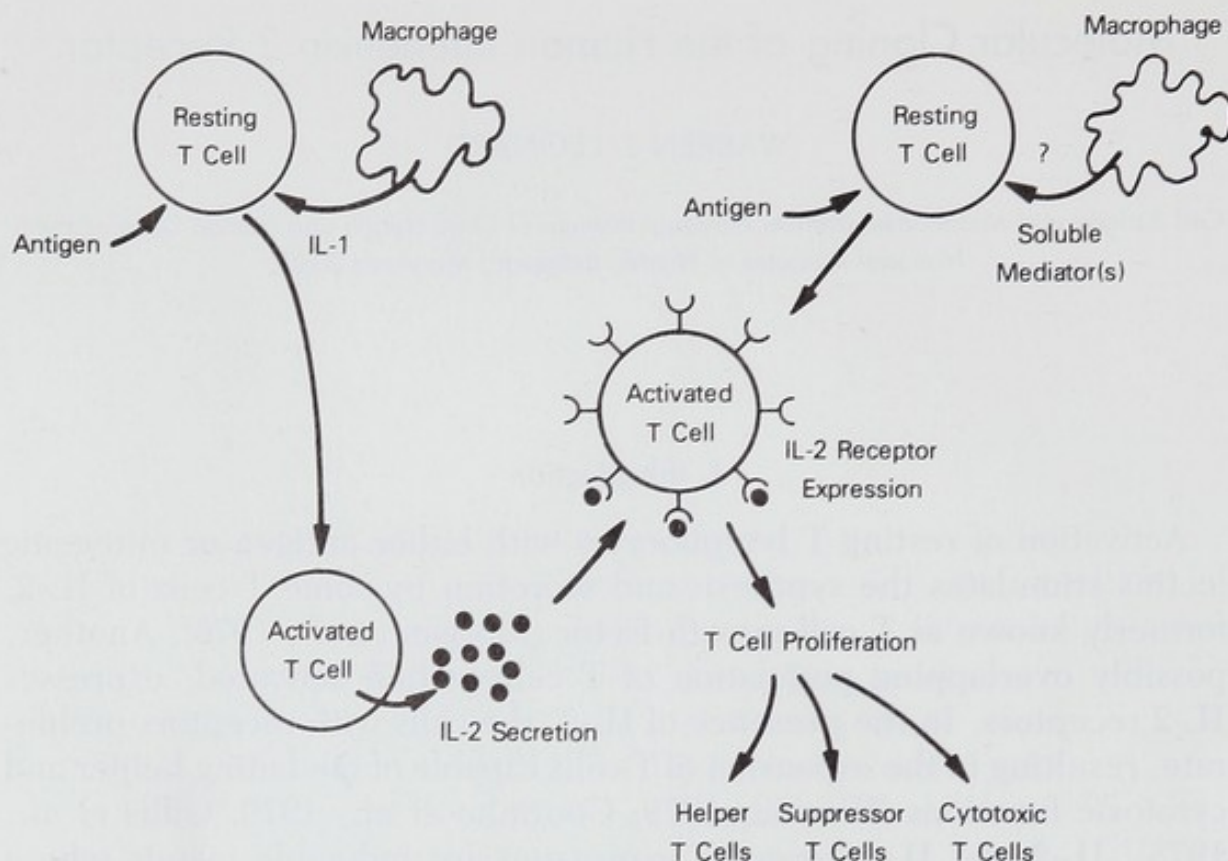 Macrophage
Resting
T Cell
Antigen
IL-1
Activated
T Cell
IL-2 Secretion
Macrophage
Resting
T Cell
?
Antigen
Soluble
Mediator(s)
Activated
T Cell
IL-2 Receptor
Expression
T Cell Proliferation
Helper
T Cells
Suppressor
T Cells
Cytotoxic
T Cells